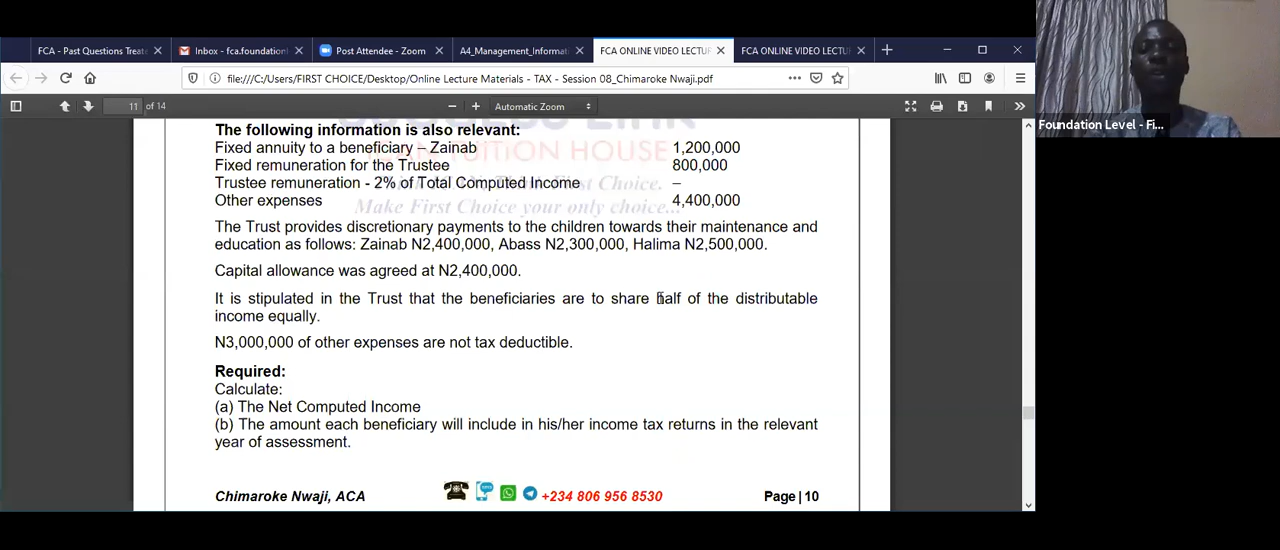 FCA - Past Questions Treate
Inbox - fca.foundation
Post Attendee - Zoom
A4_Management_Informati
FCA ONLINE VIDEO LECTUR
FCA ONLINE VIDEO LECTU
file:///C:/Users/FIRST CHOICE/Desktop/Online Lecture Materials - TAX - Session 08_Chimaroke Nwaji.pdf
11 of 14
Automatic Zoom
Foundation Level - Fi...
TUITION HOUSE
First Choice.
Make First Choice your only choice...
The following information is also relevant:
Fixed annuity to a beneficiary – Zainab 1,200,000
Fixed remuneration for the Trustee 800,000
Trustee remuneration - 2% of Total Computed Income –
Other expenses 4,400,000
The Trust provides discretionary payments to the children towards their maintenance and
education as follows: Zainab N2,400,000, Abass N2,300,000, Halima N2,500,000.
Capital allowance was agreed at N2,400,000.
It is stipulated in the Trust that the beneficiaries are to share half of the distributable
income equally.
N3,000,000 of other expenses are not tax deductible.
Required:
Calculate:
(a) The Net Computed Income
(b) The amount each beneficiary will include in his/her income tax returns in the relevant
year of assessment.
Chimaroke Nwaji, ACA
+234 806 956 8530
Page | 10